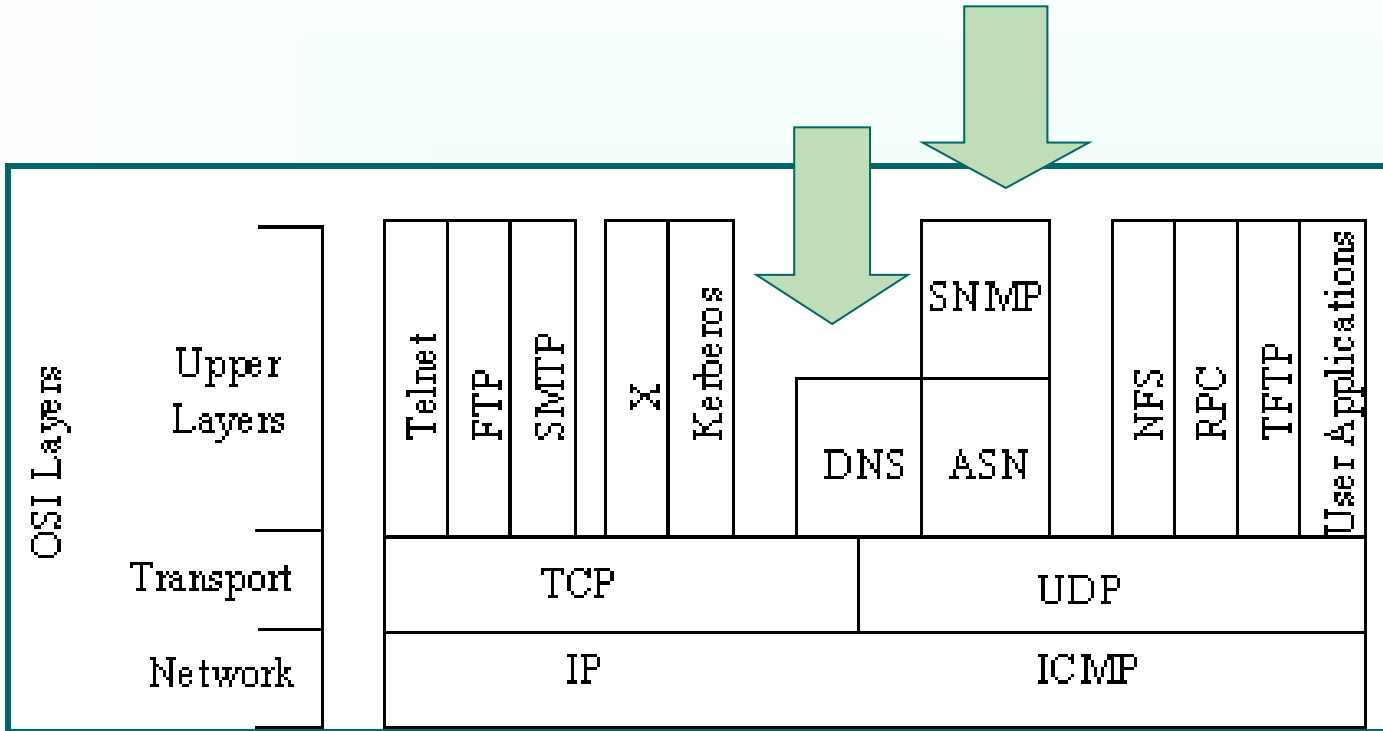 OSI Layers
Upper
Layers
Transport
Network
Telnet
FTP
SMTP
X
Kerberos
DNS
SNMP
ASN
NFS
RPC
TFTP
User Applications
TCP
UDP
IP
ICMP